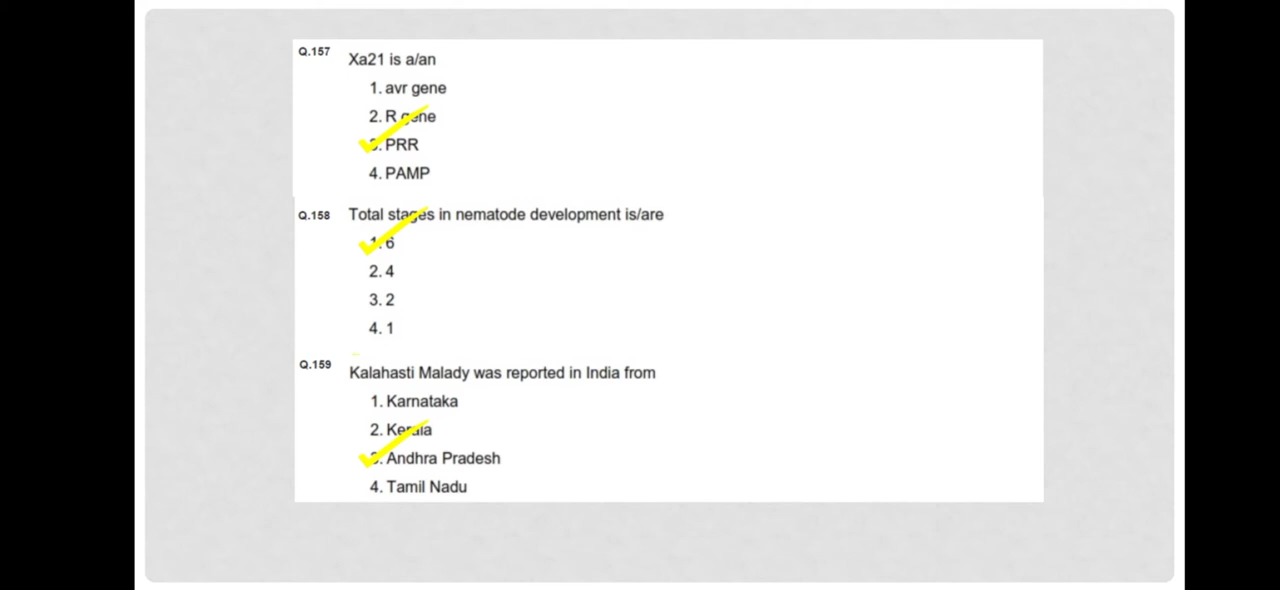 Q.157 Xa21 is a/an
1. avr gene
2. R gene
3. PRR
4. PAMP
Q.158 Total stages in nematode development is/are
1. 6
2. 4
3. 2
4. 1
Q.159 Kalahasti Malady was reported in India from
1. Karnataka
2. Kerala
3. Andhra Pradesh
4. Tamil Nadu